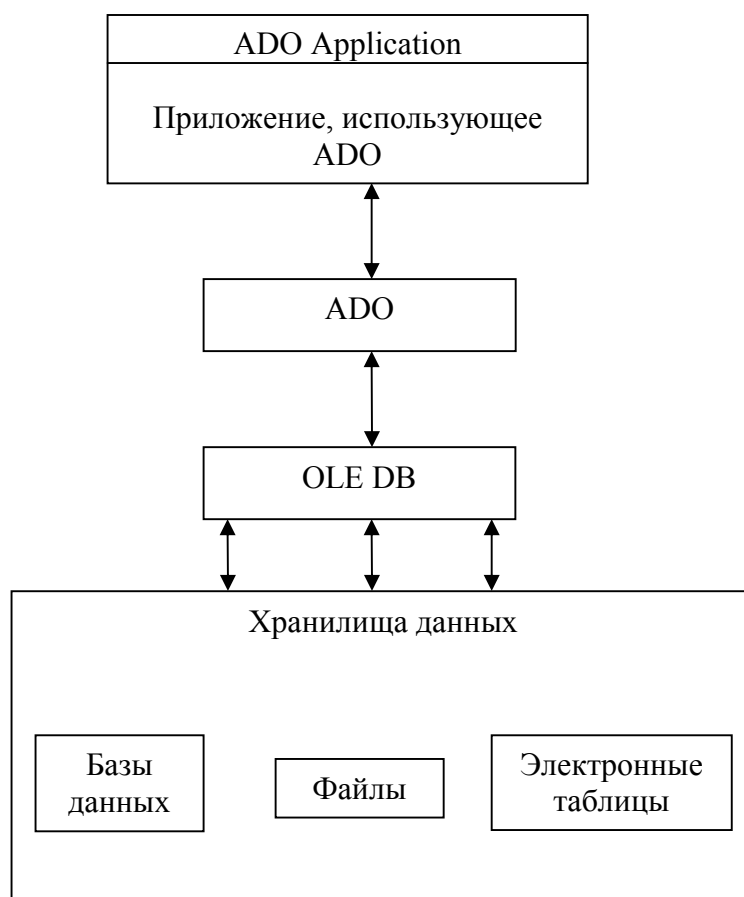 ADO Application
Приложение, использующее
ADO
ADO
OLE DB
Хранилища данных
Базы
данных
Файлы
Электронные
таблицы